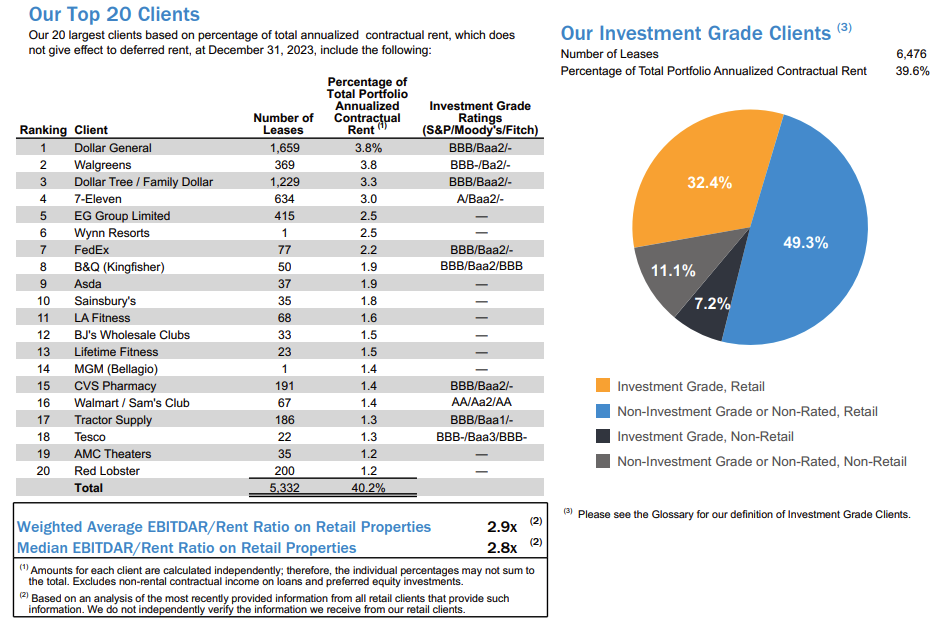 Our Top 20 Clients
Our 20 largest clients based on percentage of total annualized contractual rent, which does
not give effect to deferred rent, at December 31, 2023, include the following:
Ranking Client Number of Leases Percentage of Total Portfolio Annualized Contractual Rent (1) Investment Grade Ratings (S&P/Moody's/Fitch)
1 Dollar General 1,659 3.8% BBB/Baa2/-
2 Walgreens 369 3.8 BBB-/Ba2/-
3 Dollar Tree / Family Dollar 1,229 3.3 BBB/Baa2/-
4 7-Eleven 634 3.0 A/Baa2/-
5 EG Group Limited 415 2.5 —
6 Wynn Resorts 1 2.5 —
7 FedEx 77 2.2 BBB/Baa2/-
8 B&Q (Kingfisher) 50 1.9 BBB/Baa2/BBB
9 Asda 37 1.9 —
10 Sainsbury's 35 1.8 —
11 LA Fitness 68 1.6 —
12 BJ's Wholesale Clubs 33 1.5 —
13 Lifetime Fitness 23 1.5 —
14 MGM (Bellagio) 1 1.4 —
15 CVS Pharmacy 191 1.4 BBB/Baa2/-
16 Walmart / Sam's Club 67 1.4 AA/Aa2/AA
17 Tractor Supply 186 1.3 BBB/Baa1/-
18 Tesco 22 1.3 BBB-/Baa3/BBB-
19 AMC Theaters 35 1.2 —
20 Red Lobster 200 1.2 —
Total 5,332 40.2%
Weighted Average EBITDAR/Rent Ratio on Retail Properties 2.9x (2)
Median EBITDAR/Rent Ratio on Retail Properties 2.8x (2)
(1) Amounts for each client are calculated independently; therefore, the individual percentages may not sum to
the total. Excludes non-rental contractual income on loans and preferred equity investments.
(2) Based on an analysis of the most recently provided information from all retail clients that provide such
information. We do not independently verify the information we receive from our retail clients.
Our Investment Grade Clients (3)
Number of Leases 6,476
Percentage of Total Portfolio Annualized Contractual Rent 39.6%
32.4%
49.3%
11.1%
7.2%
Investment Grade, Retail
Non-Investment Grade or Non-Rated, Retail
Investment Grade, Non-Retail
Non-Investment Grade or Non-Rated, Non-Retail
(3) Please see the Glossary for our definition of Investment Grade Clients.